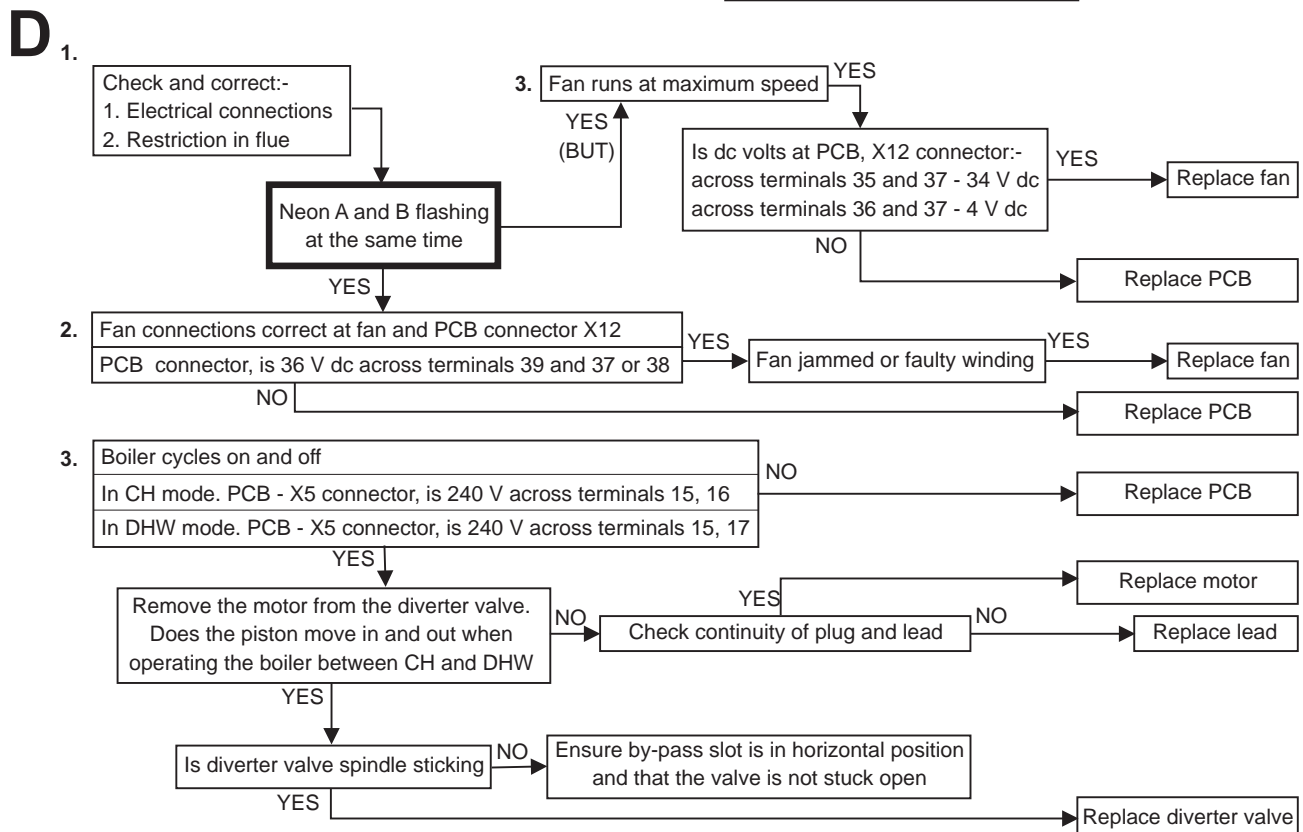 D
1.
Check and correct:-
1. Electrical connections
2. Restriction in flue
3.
Fan runs at maximum speed
YES
YES
(BUT)
Is dc volts at PCB, X12 connector:-
across terminals 35 and 37 - 34 V dc
across terminals 36 and 37 - 4 V dc
YES
Replace fan
NO
Replace PCB
Neon A and B flashing
at the same time
YES
2.
Fan connections correct at fan and PCB connector X12
PCB connector, is 36 V dc across terminals 39 and 37 or 38
YES
Fan jammed or faulty winding
YES
Replace fan
NO
Replace PCB
3.
Boiler cycles on and off
In CH mode. PCB - X5 connector, is 240 V across terminals 15, 16
In DHW mode. PCB - X5 connector, is 240 V across terminals 15, 17
NO
Replace PCB
YES
Remove the motor from the diverter valve.
Does the piston move in and out when
operating the boiler between CH and DHW
NO
Check continuity of plug and lead
YES
Replace motor
NO
Replace lead
YES
Is diverter valve spindle sticking
NO
Ensure by-pass slot is in horizontal position
and that the valve is not stuck open
YES
Replace diverter valve